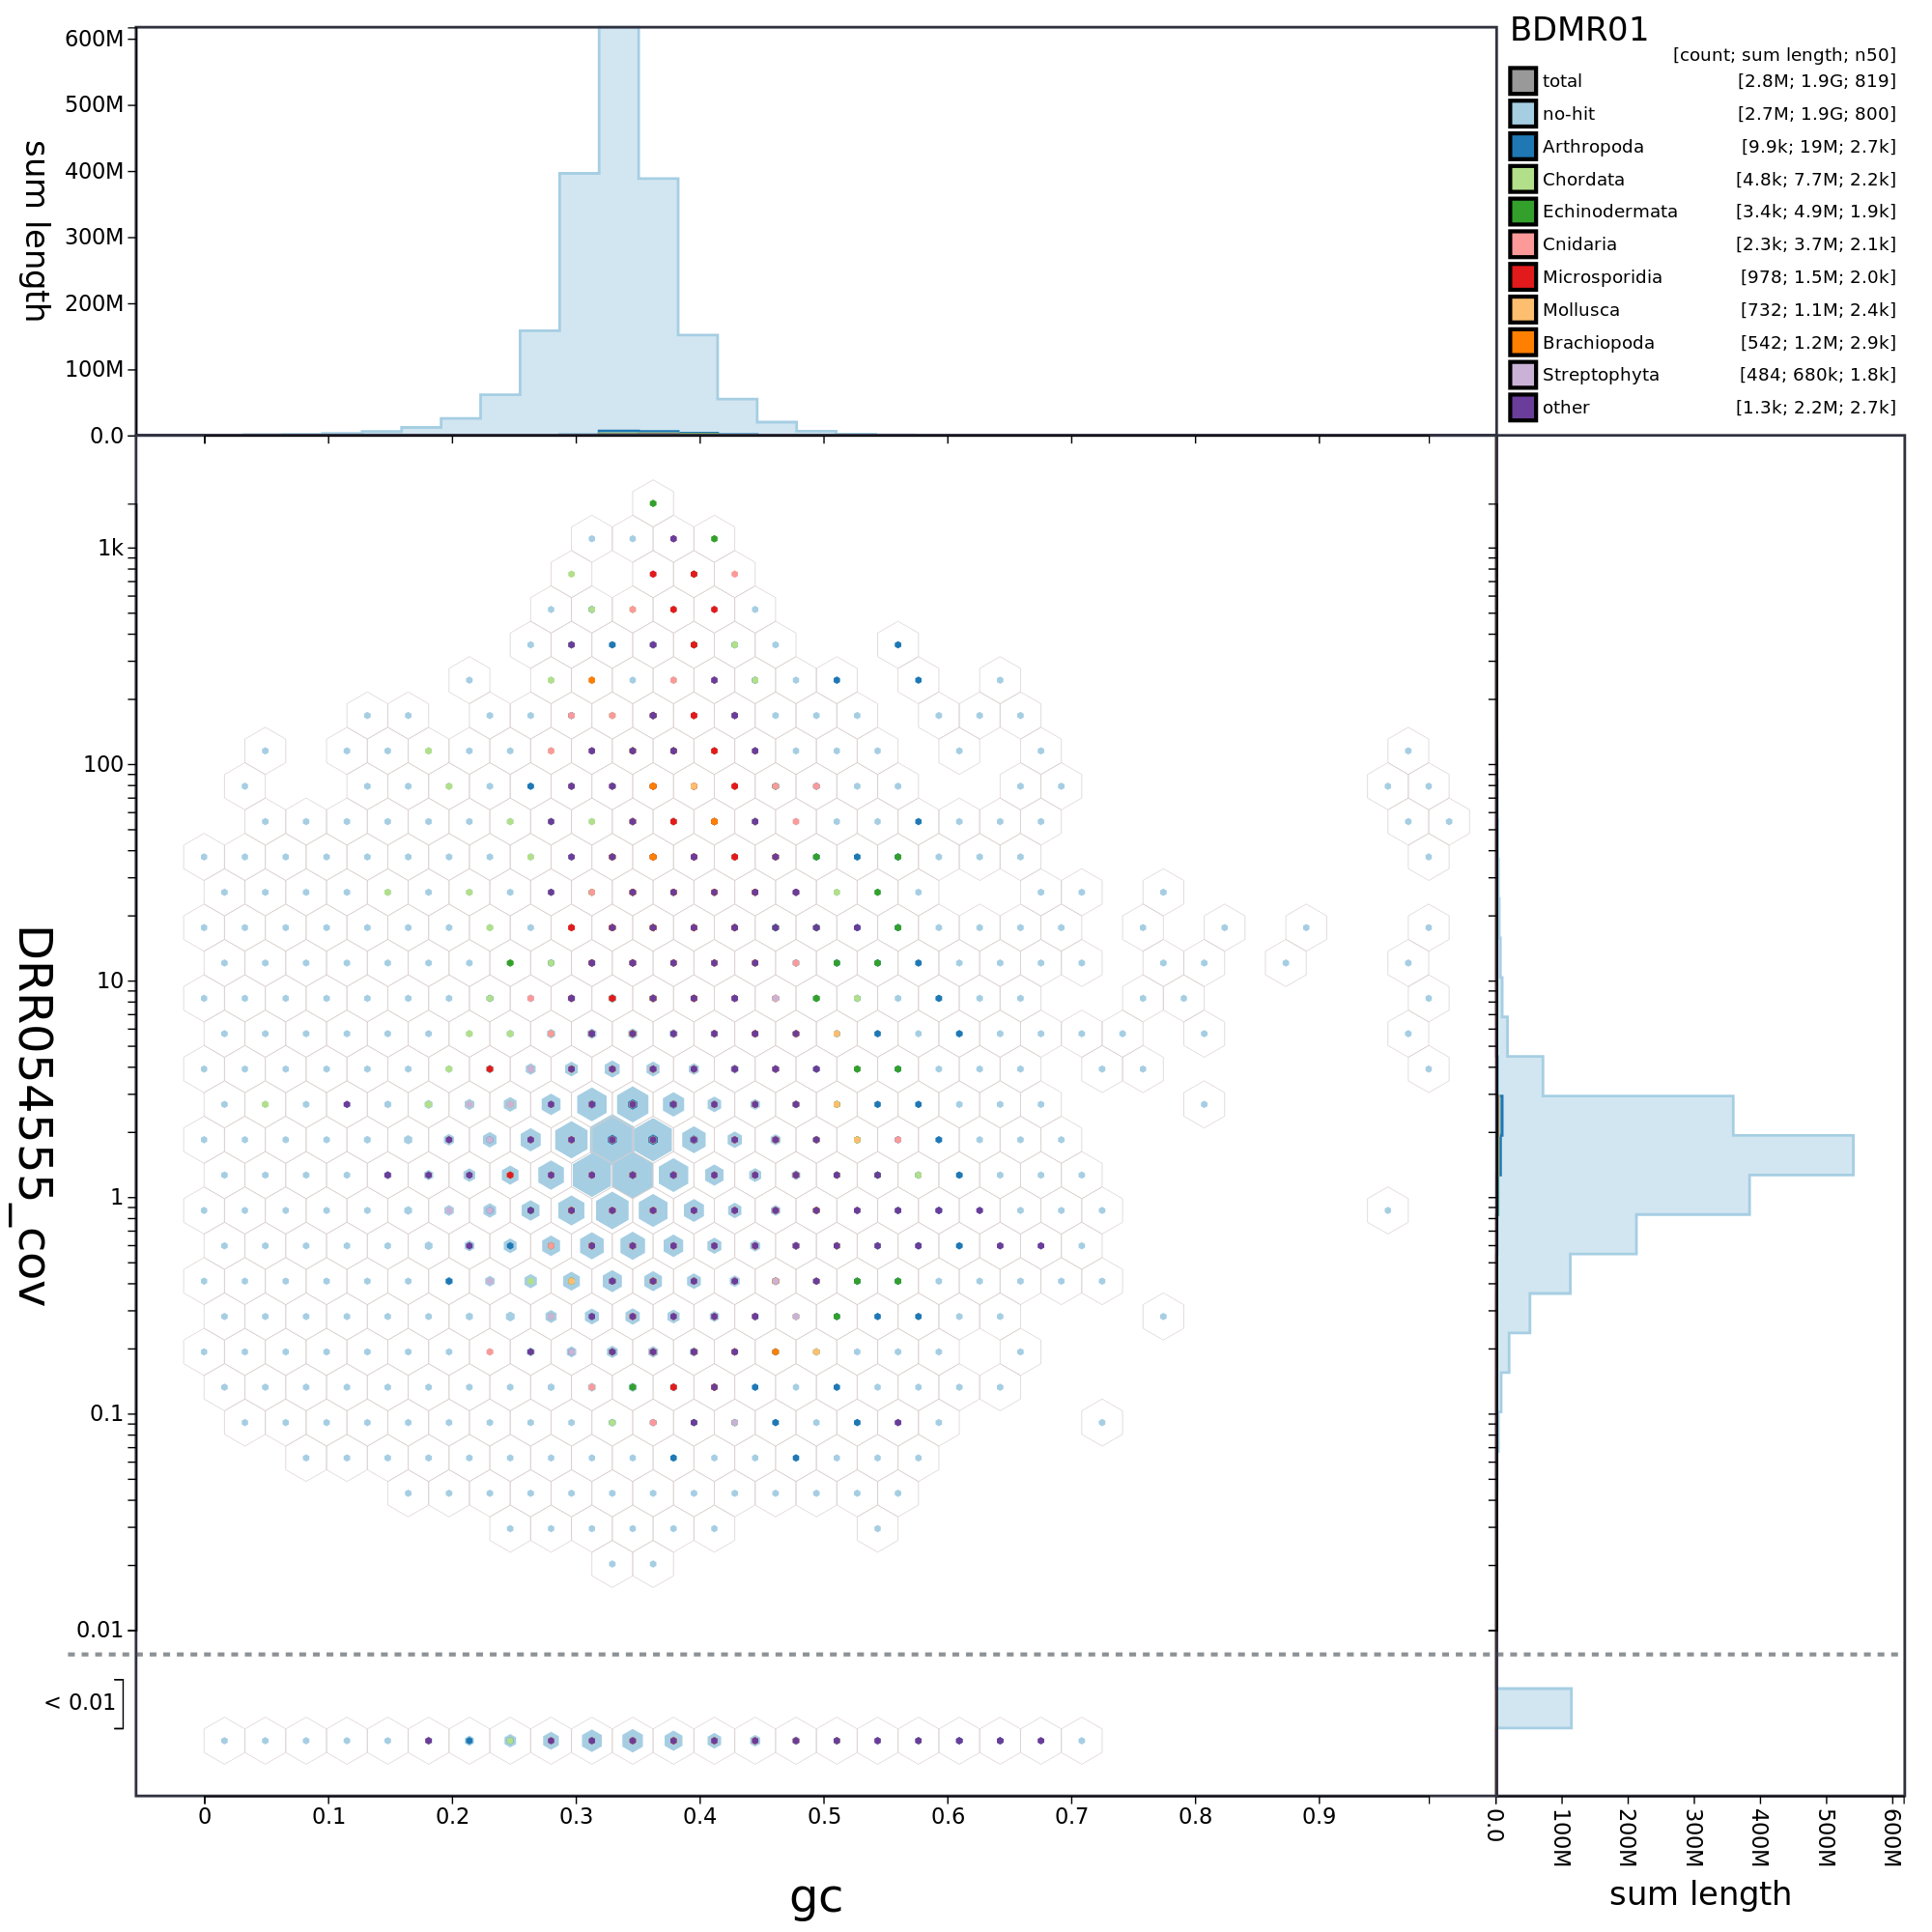 BDMR01
[count; sum length; n50]
total [2.8M; 1.9G; 819]
no-hit [2.7M; 1.9G; 800]
Arthropoda [9.9k; 19M; 2.7k]
Chordata [4.8k; 7.7M; 2.2k]
Echinodermata [3.4k; 4.9M; 1.9k]
Cnidaria [2.3k; 3.7M; 2.1k]
Microsporidia [978; 1.5M; 2.0k]
Mollusca [732; 1.1M; 2.4k]
Brachiopoda [542; 1.2M; 2.9k]
Streptophyta [484; 680k; 1.8k]
other [1.3k; 2.2M; 2.7k]
sum length
600M
500M
400M
300M
200M
100M
0.0
DRR054555_cov
1k
100
10
1
0.1
0.01
< 0.01
0 0.1 0.2 0.3 0.4 0.5 0.6 0.7 0.8 0.9
gc
0.0 100M 200M 300M 400M 500M 600M
sum length